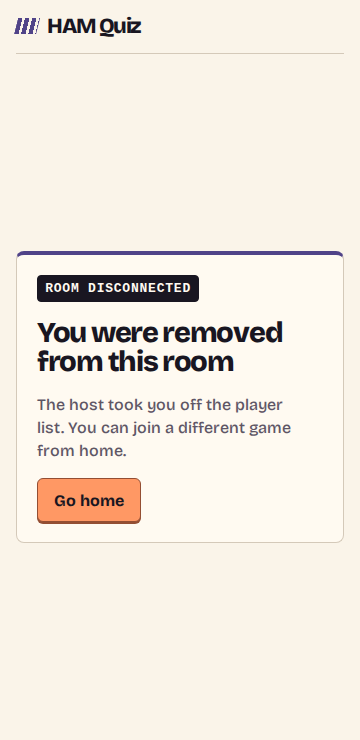 HAM Quiz
ROOM DISCONNECTED
You were removed
from this room
The host took you off the player
list. You can join a different game
from home.
Go home